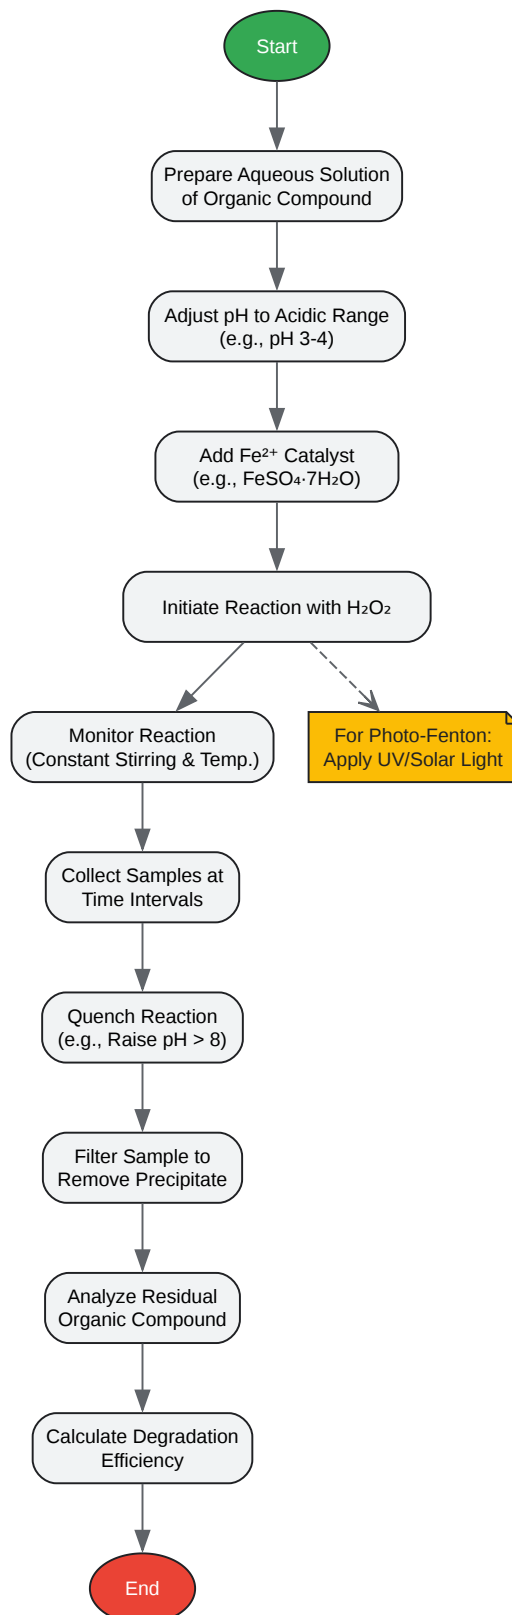 Start
Prepare Aqueous Solution
of Organic Compound
Adjust pH to Acidic Range
(e.g., pH 3-4)
Add Fe²⁺ Catalyst
(e.g., FeSO₄·7H₂O)
Initiate Reaction with H₂O₂
Monitor Reaction
(Constant Stirring & Temp.)
For Photo-Fenton:
Apply UV/Solar Light
Collect Samples at
Time Intervals
Quench Reaction
(e.g., Raise pH > 8)
Filter Sample to
Remove Precipitate
Analyze Residual
Organic Compound
Calculate Degradation
Efficiency
End